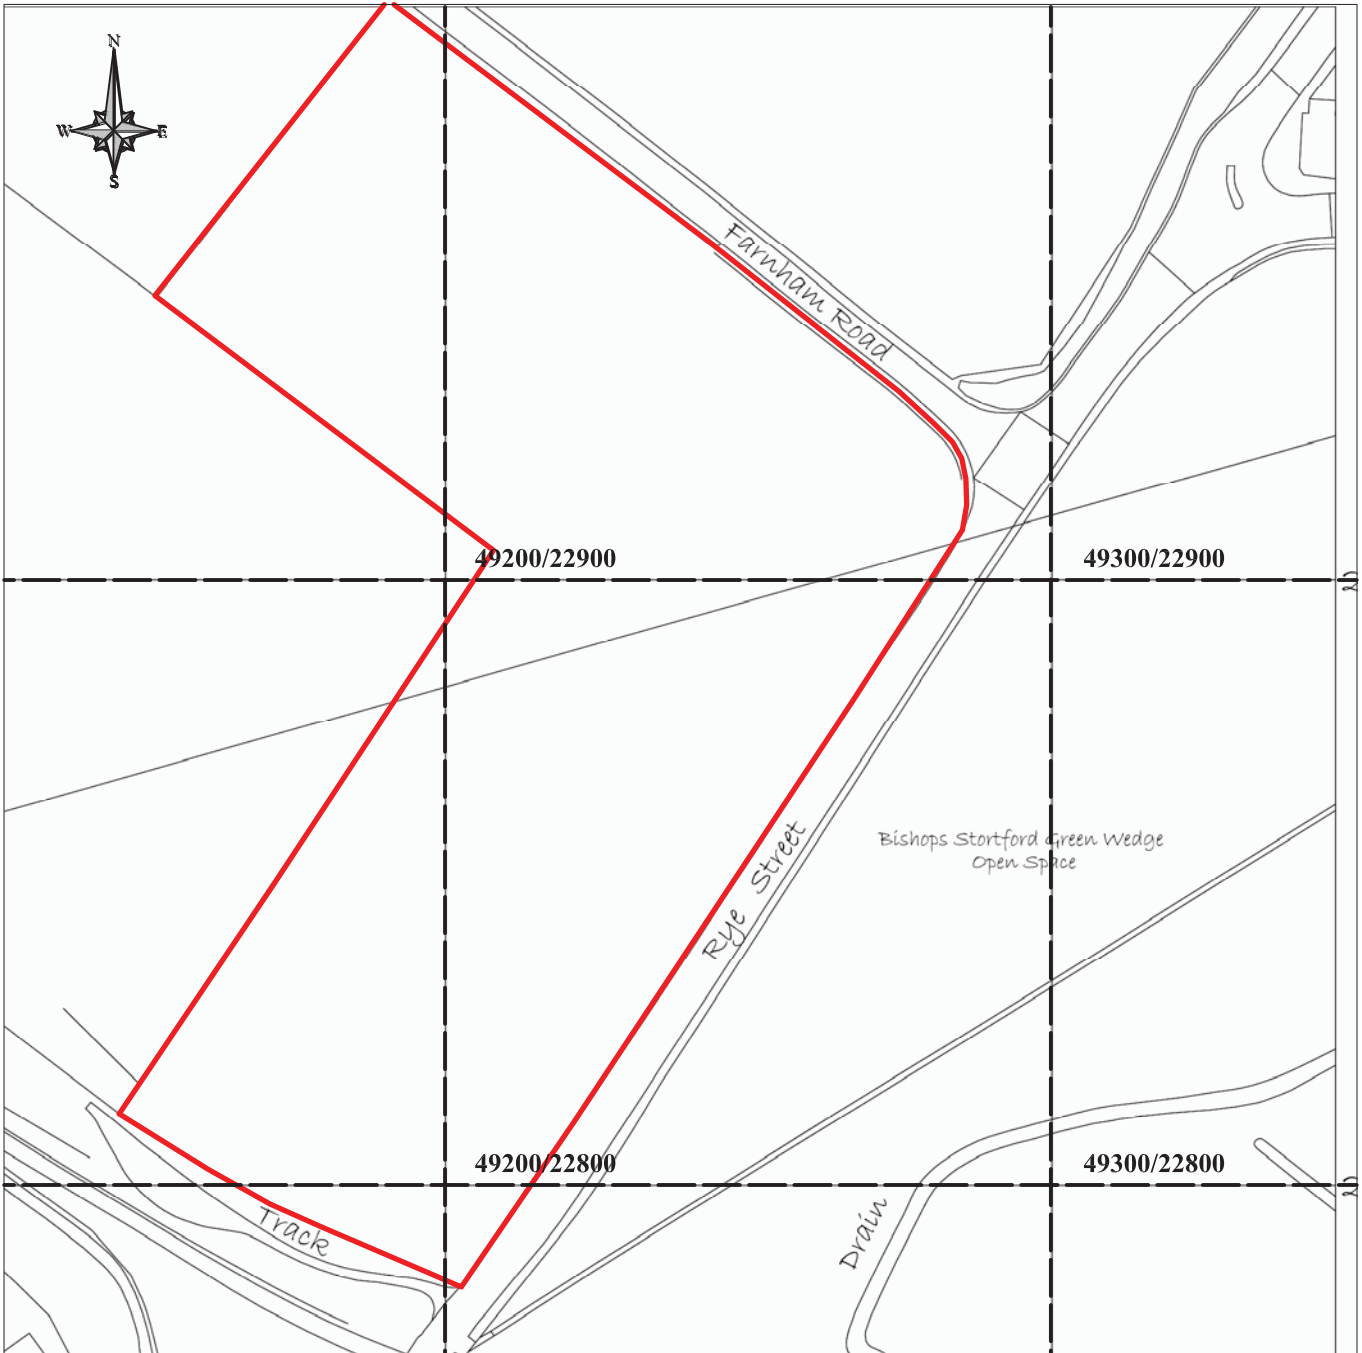 N
W E
S
Farnham Road
49200/22900
49300/22900
Rye Street
Bishops Stortford Green Wedge
Open Space
49200/22800
49300/22800
Track
Drain